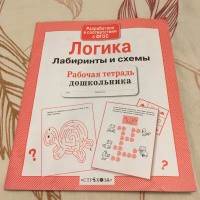 Разработано
в соответствии
с ФГОС
Логика
Лабиринты и схемы
Рабочая тетрадь
дошкольника
?
?
•СТРЕКОЗА•